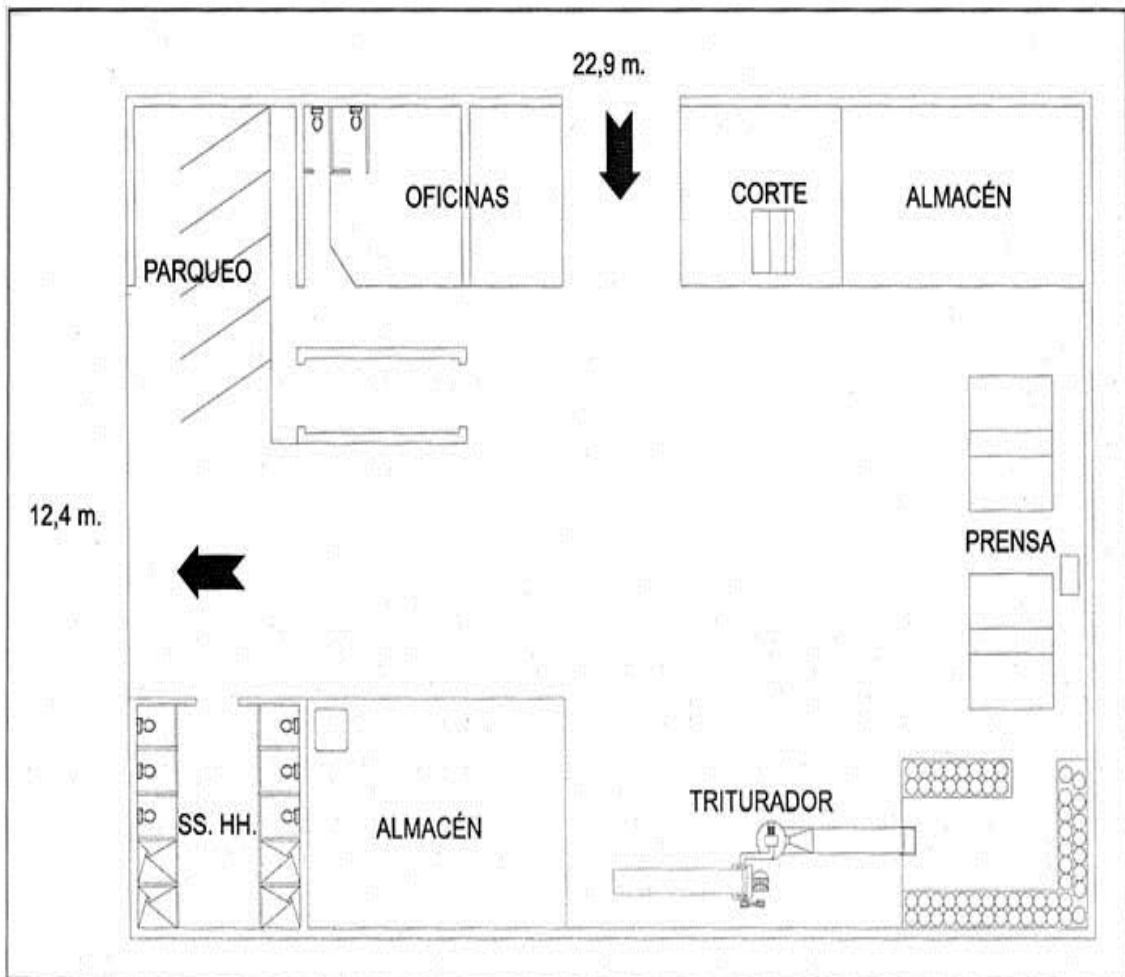 22,9 m.
OFICINAS
CORTE
ALMACÉN
PARQUEO
12,4 m.
PRENSA
TRITURADOR
SS. HH.
ALMACÉN